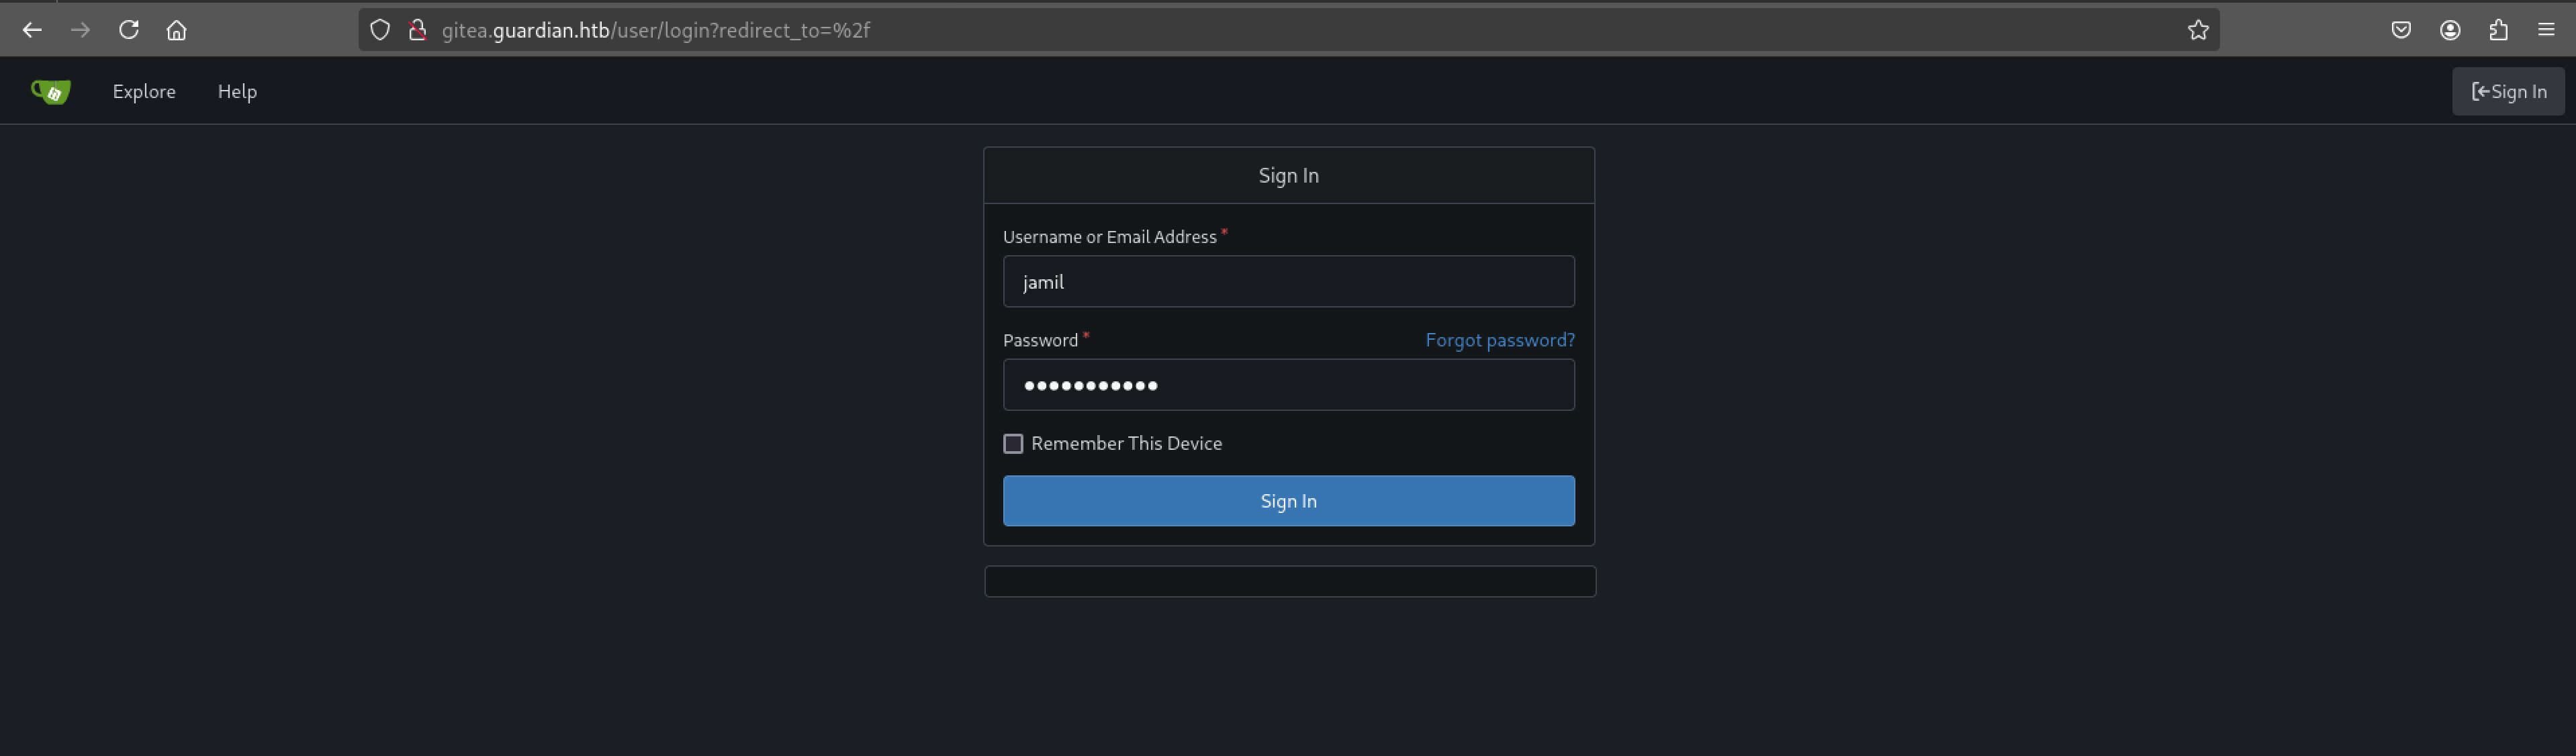 gitea.guardian.htb/user/login?redirect_to=%2f
Explore Help Sign In
Sign In
Username or Email Address *
jamil
Password * Forgot password?
●●●●●●●●●●●
Remember This Device
Sign In